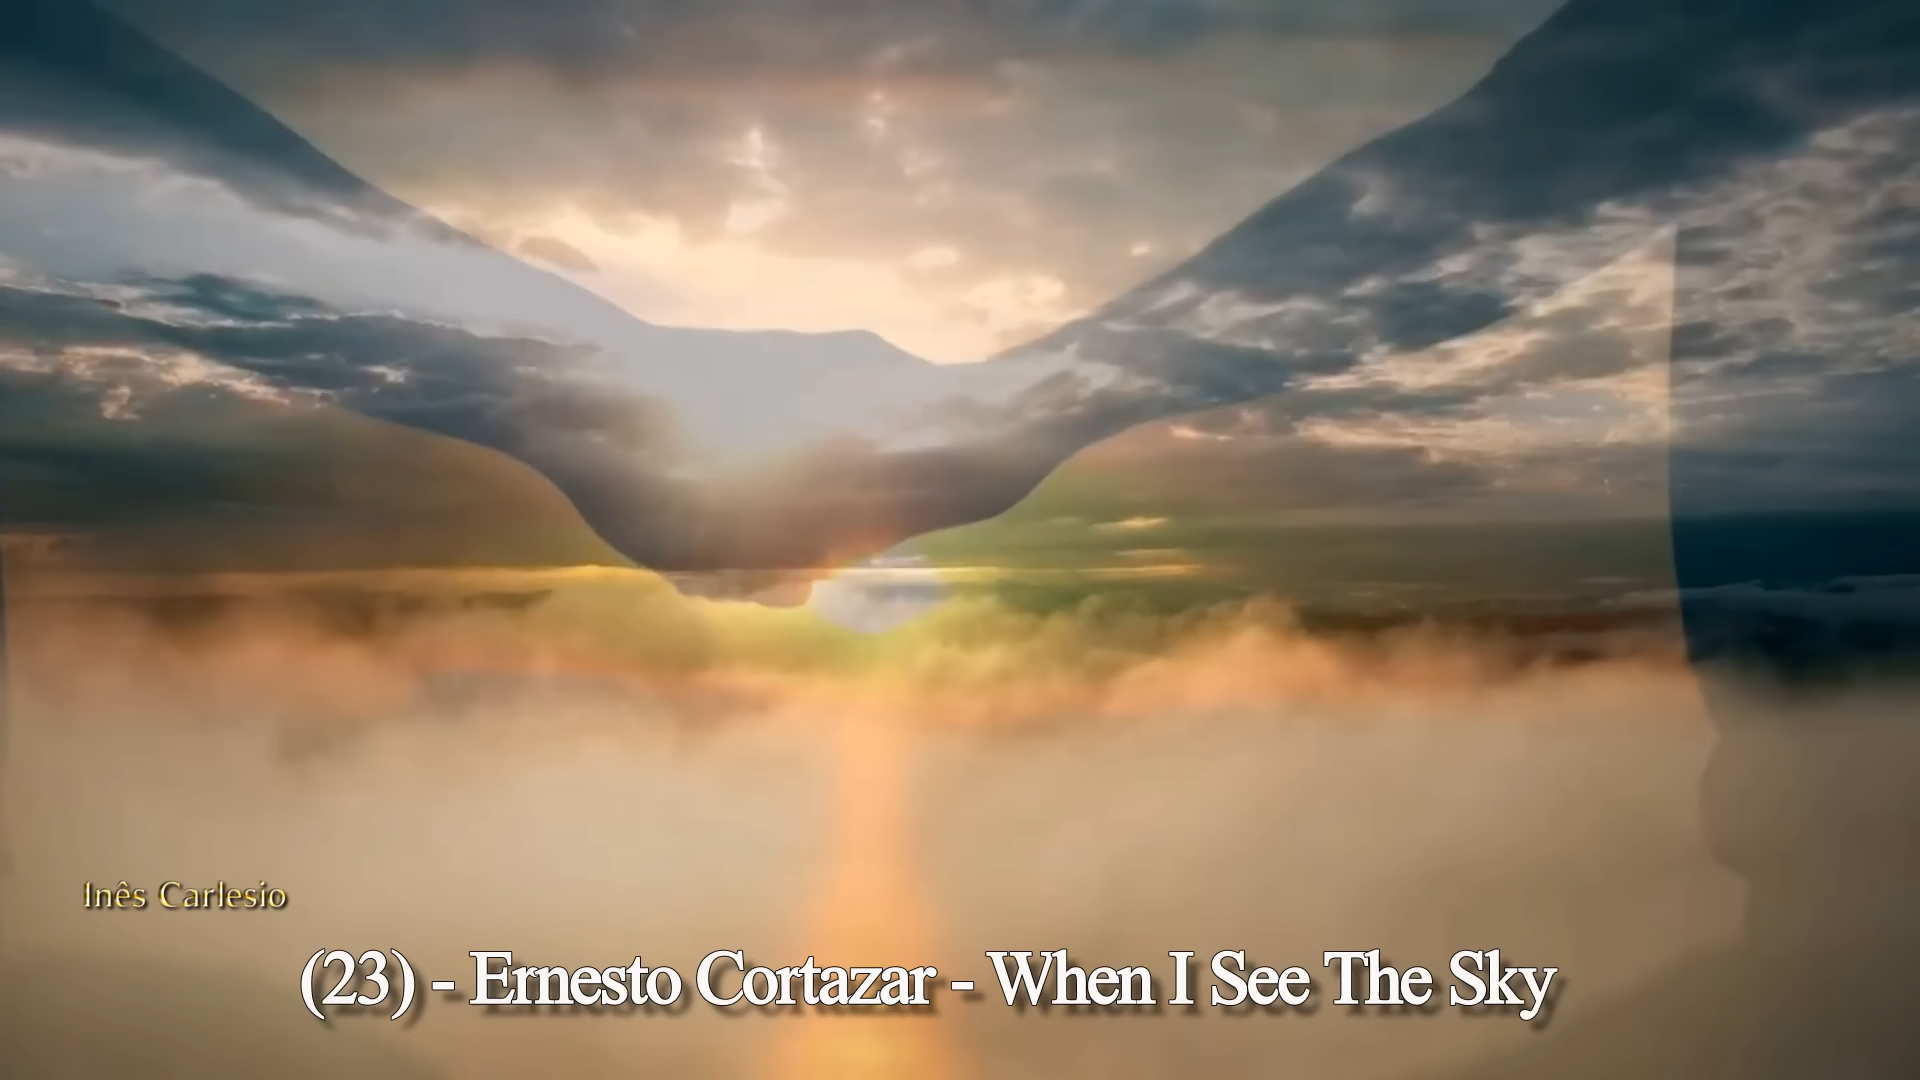 Inês Carlesio
(23) - Ernesto Cortazar - When I See The Sky